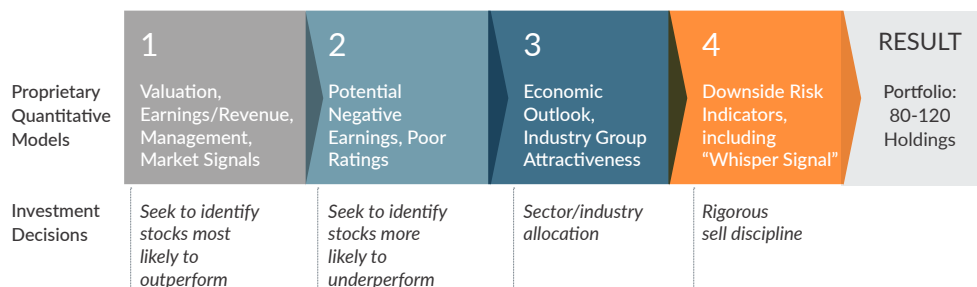 1
2
3
4
RESULT
Proprietary
Quantitative
Models
Valuation,
Earnings/Revenue,
Management,
Market Signals
Potential
Negative
Earnings, Poor
Ratings
Economic
Outlook,
Industry Group
Attractiveness
Downside Risk
Indicators,
including
“Whisper Signal”
Portfolio:
80-120
Holdings
Investment
Decisions
Seek to identify
stocks most
likely to
outperform
Seek to identify
stocks more
likely to
underperform
Sector/industry
allocation
Rigorous
sell discipline